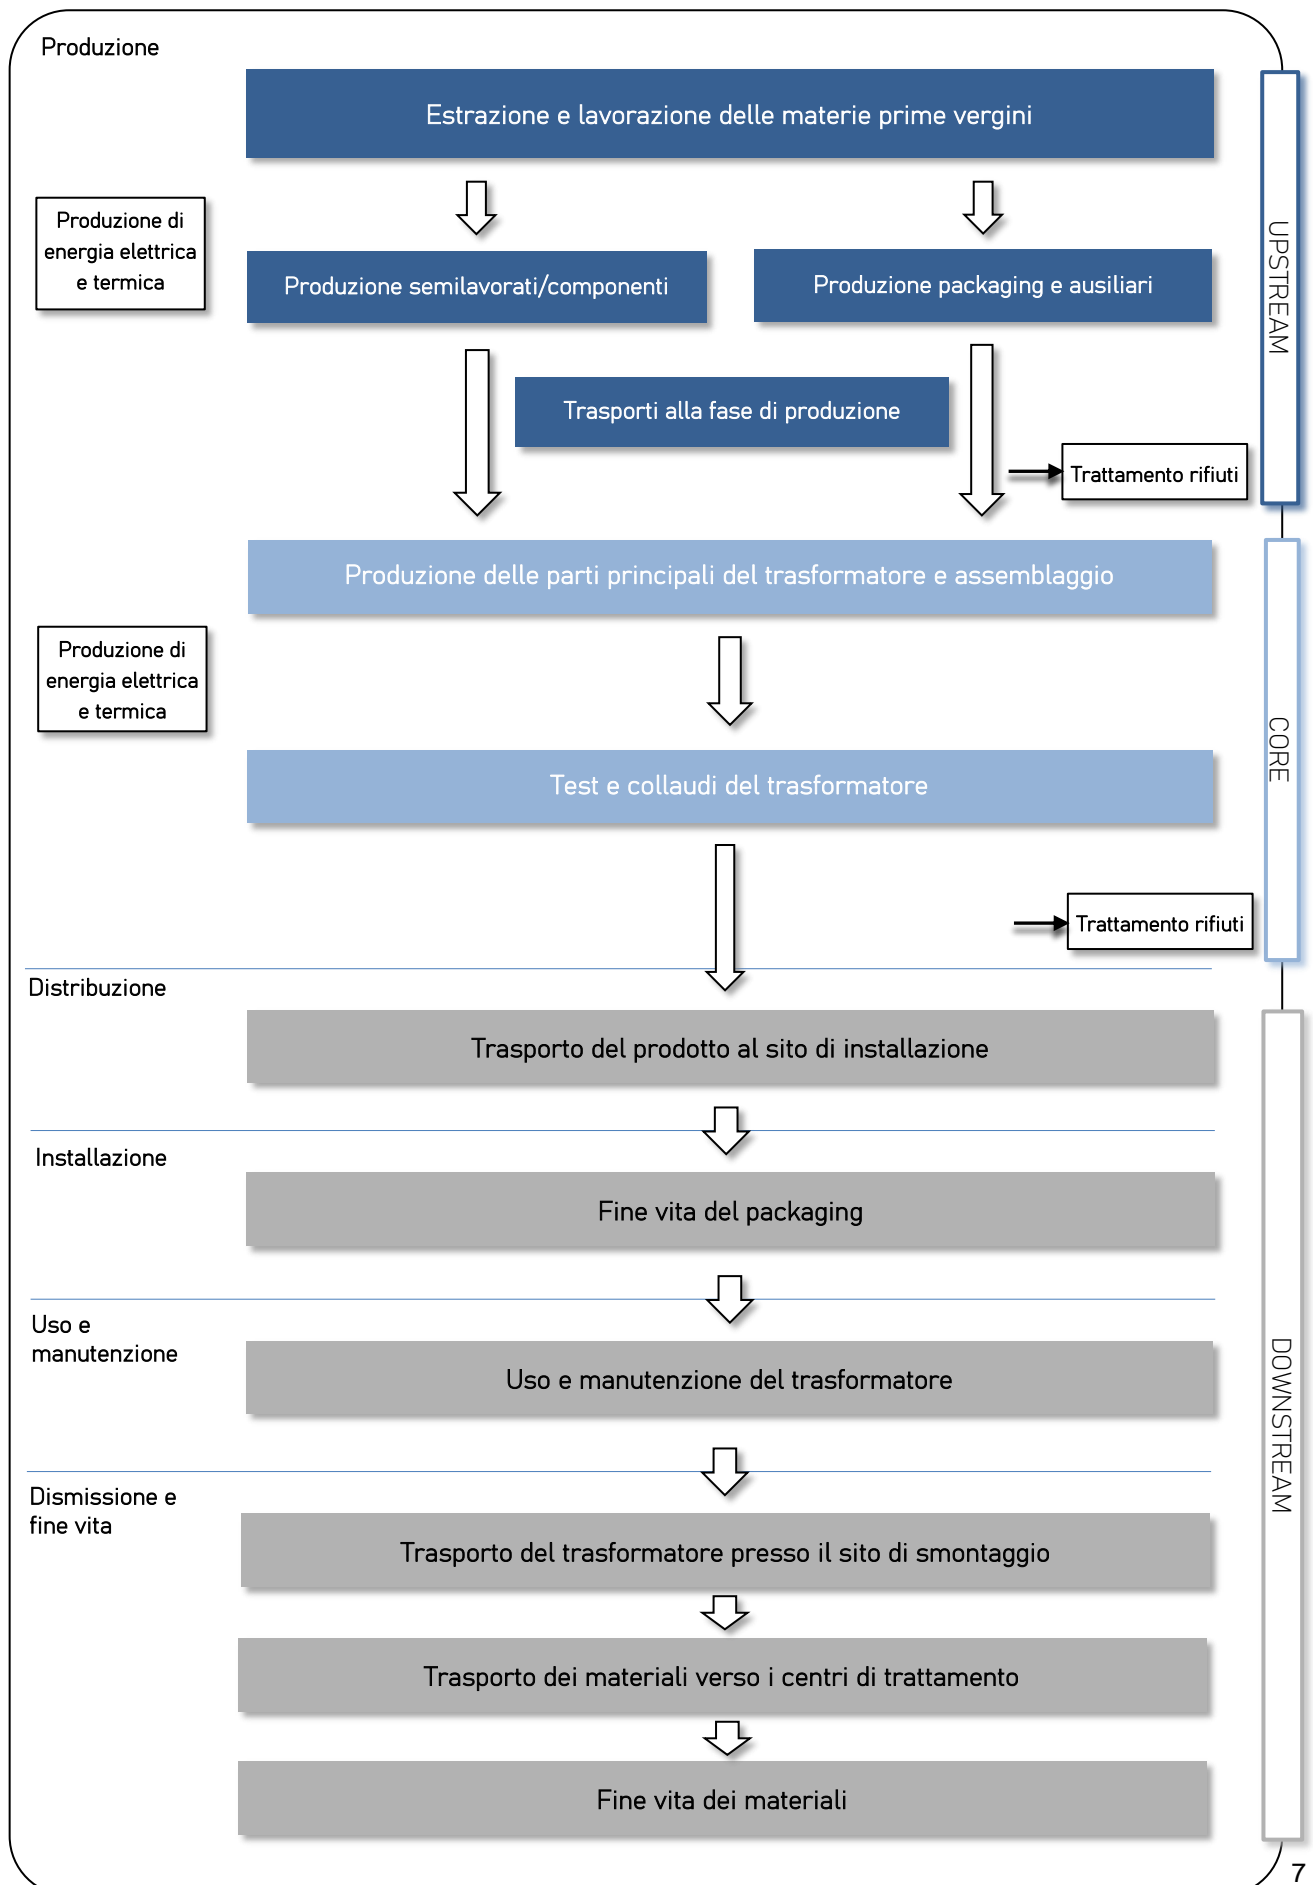 Produzione
Estrazione e lavorazione delle materie prime vergini
Produzione di
energia elettrica
e termica
Produzione semilavorati/componenti
Produzione packaging e ausiliari
UPSTREAM
Trasporti alla fase di produzione
Trattamento rifiuti
Produzione delle parti principali del trasformatore e assemblaggio
Produzione di
energia elettrica
e termica
CORE
Test e collaudi del trasformatore
Trattamento rifiuti
Distribuzione
Trasporto del prodotto al sito di installazione
Installazione
Fine vita del packaging
Uso e
manutenzione
Uso e manutenzione del trasformatore
DOWNSTREAM
Dismissione e
fine vita
Trasporto del trasformatore presso il sito di smontaggio
Trasporto dei materiali verso i centri di trattamento
Fine vita dei materiali
7